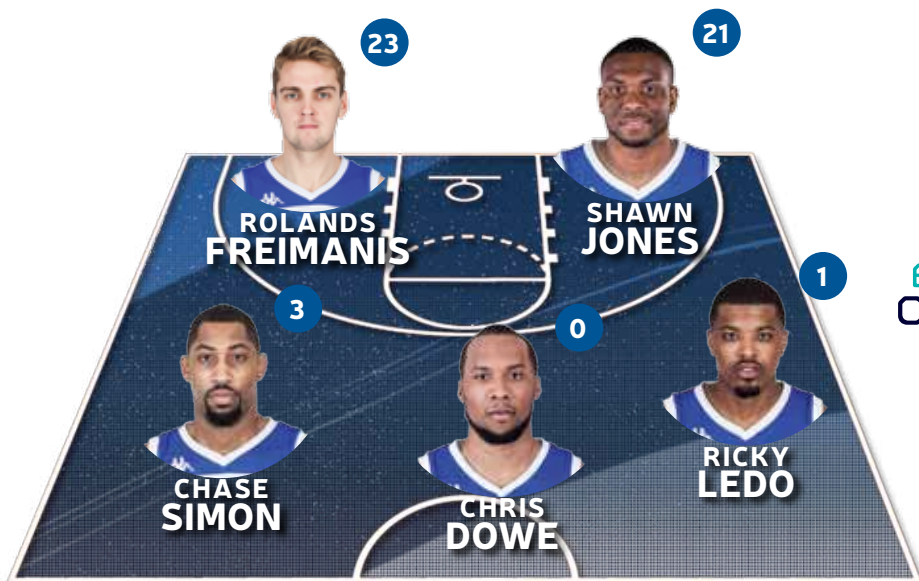 23
21
ROLANDS
FREIMANIS
SHAWN
JONES
3
0
1
CHASE
SIMON
CHRIS
DOWE
RICKY
LEDO